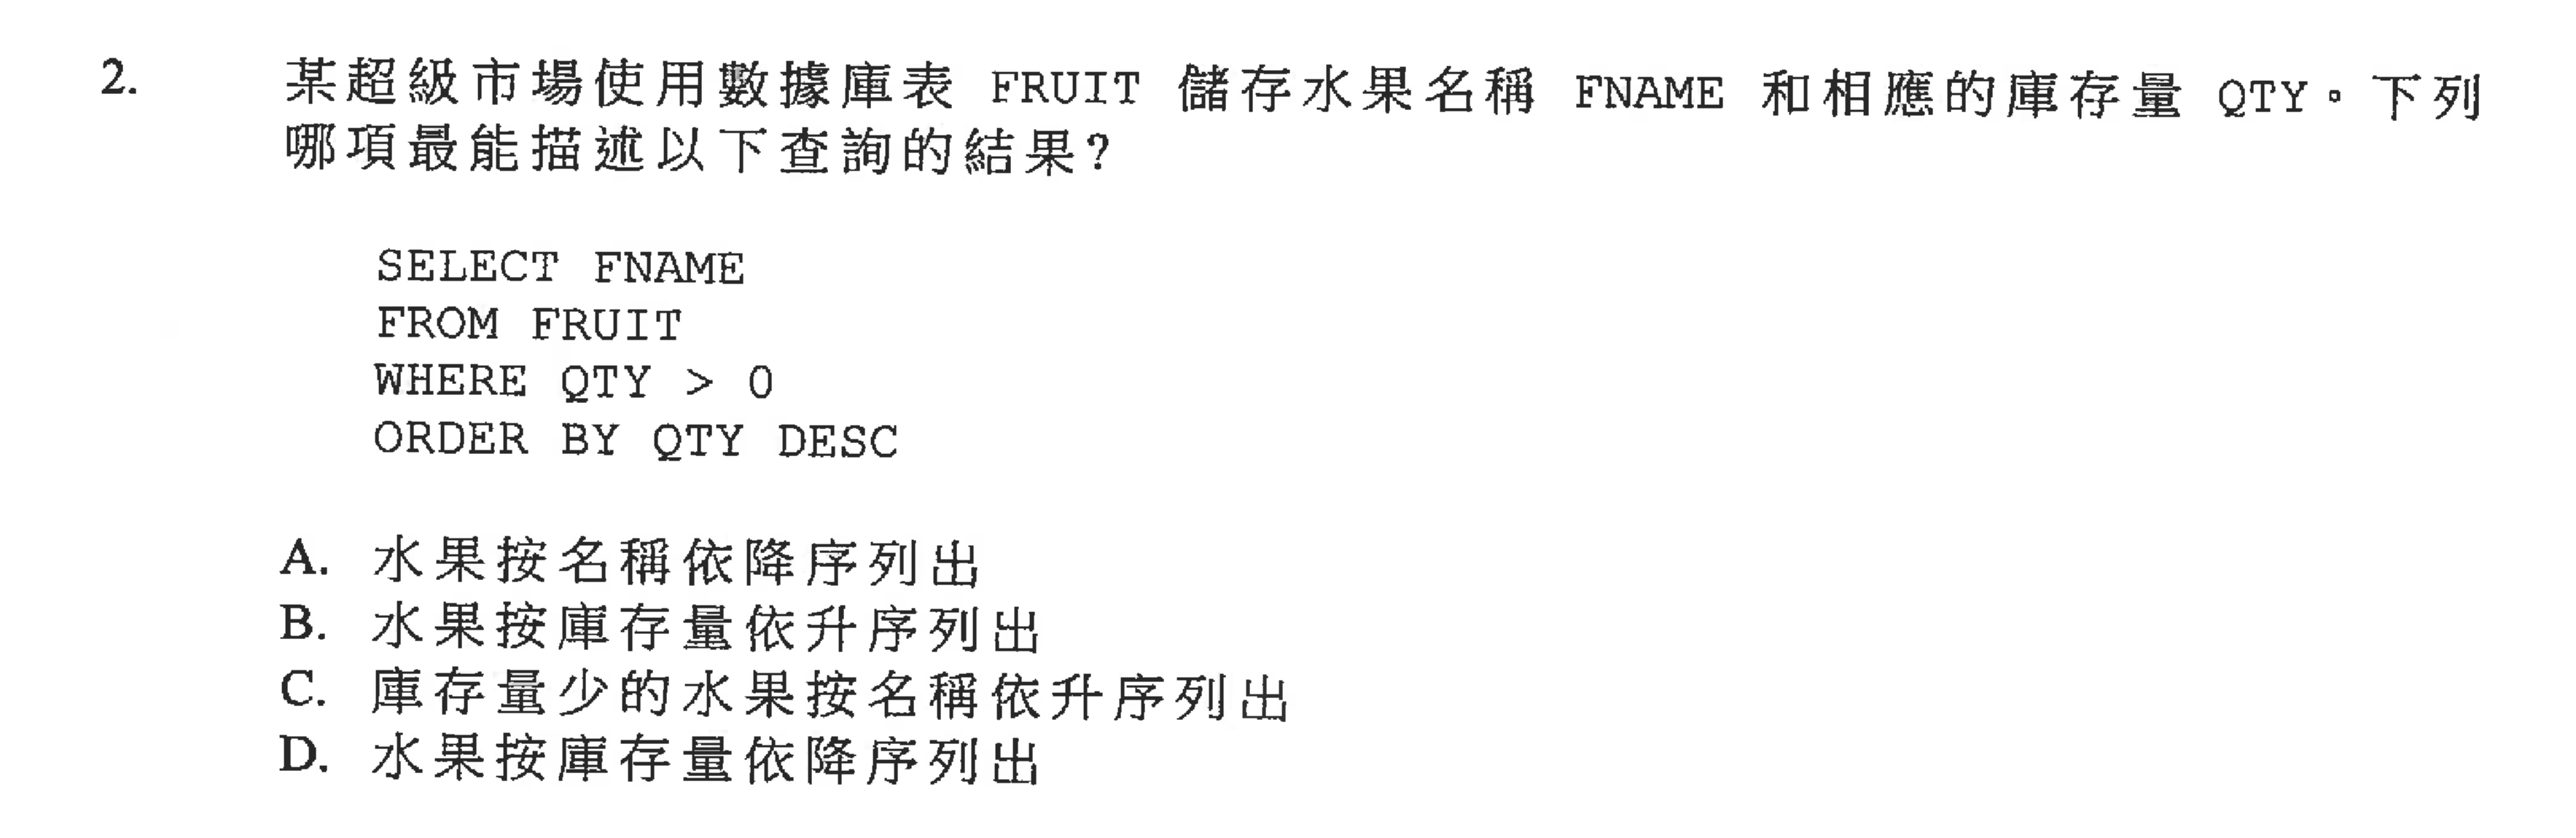 2. 某超級市場使用數據庫表 FRUIT 儲存水果名稱 FNAME 和相應的庫存量 QTY。下列
哪項最能描述以下查詢的結果?
SELECT FNAME
FROM FRUIT
WHERE QTY > 0
ORDER BY QTY DESC
A. 水果按名稱依降序列出
B. 水果按庫存量依升序列出
C. 庫存量少的水果按名稱依升序列出
D. 水果按庫存量依降序列出